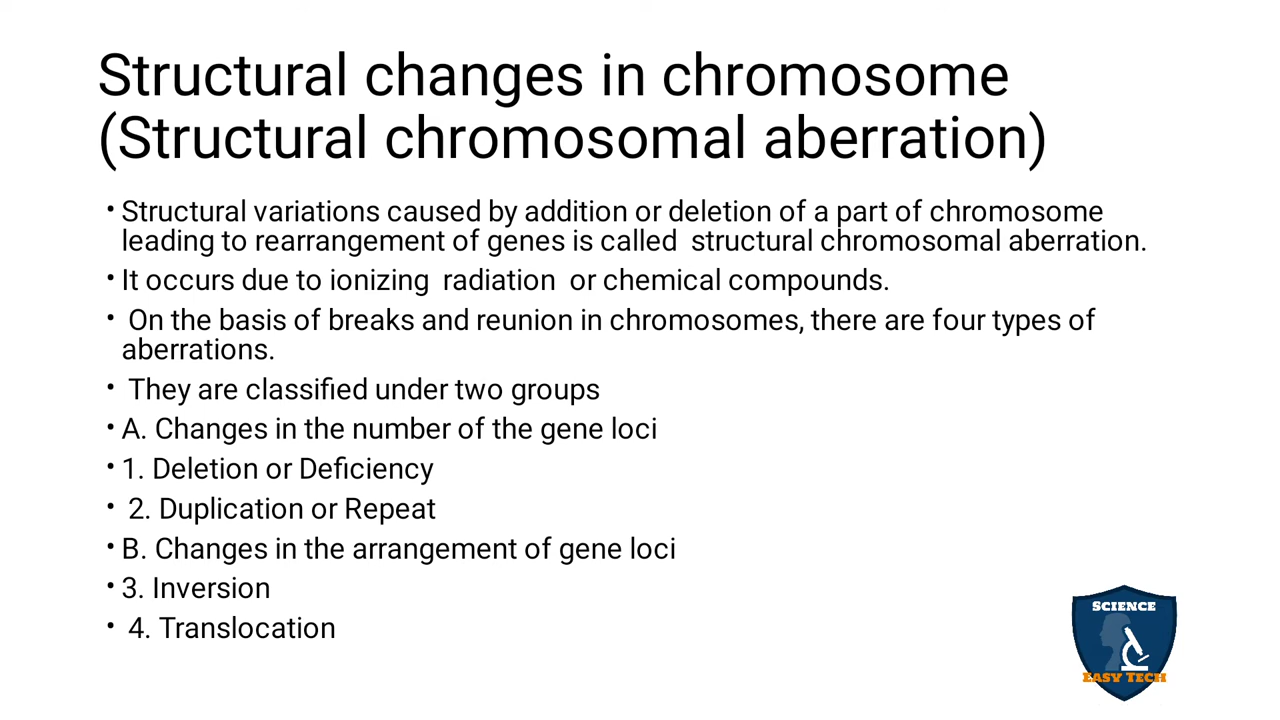 Structural changes in chromosome
(Structural chromosomal aberration)
• Structural variations caused by addition or deletion of a part of chromosome
leading to rearrangement of genes is called  structural chromosomal aberration.
• It occurs due to ionizing  radiation  or chemical compounds.
•  On the basis of breaks and reunion in chromosomes, there are four types of
aberrations.
•  They are classified under two groups
• A. Changes in the number of the gene loci
• 1. Deletion or Deficiency
•  2. Duplication or Repeat
• B. Changes in the arrangement of gene loci
• 3. Inversion
•  4. Translocation
SCIENCE
EASY TECH